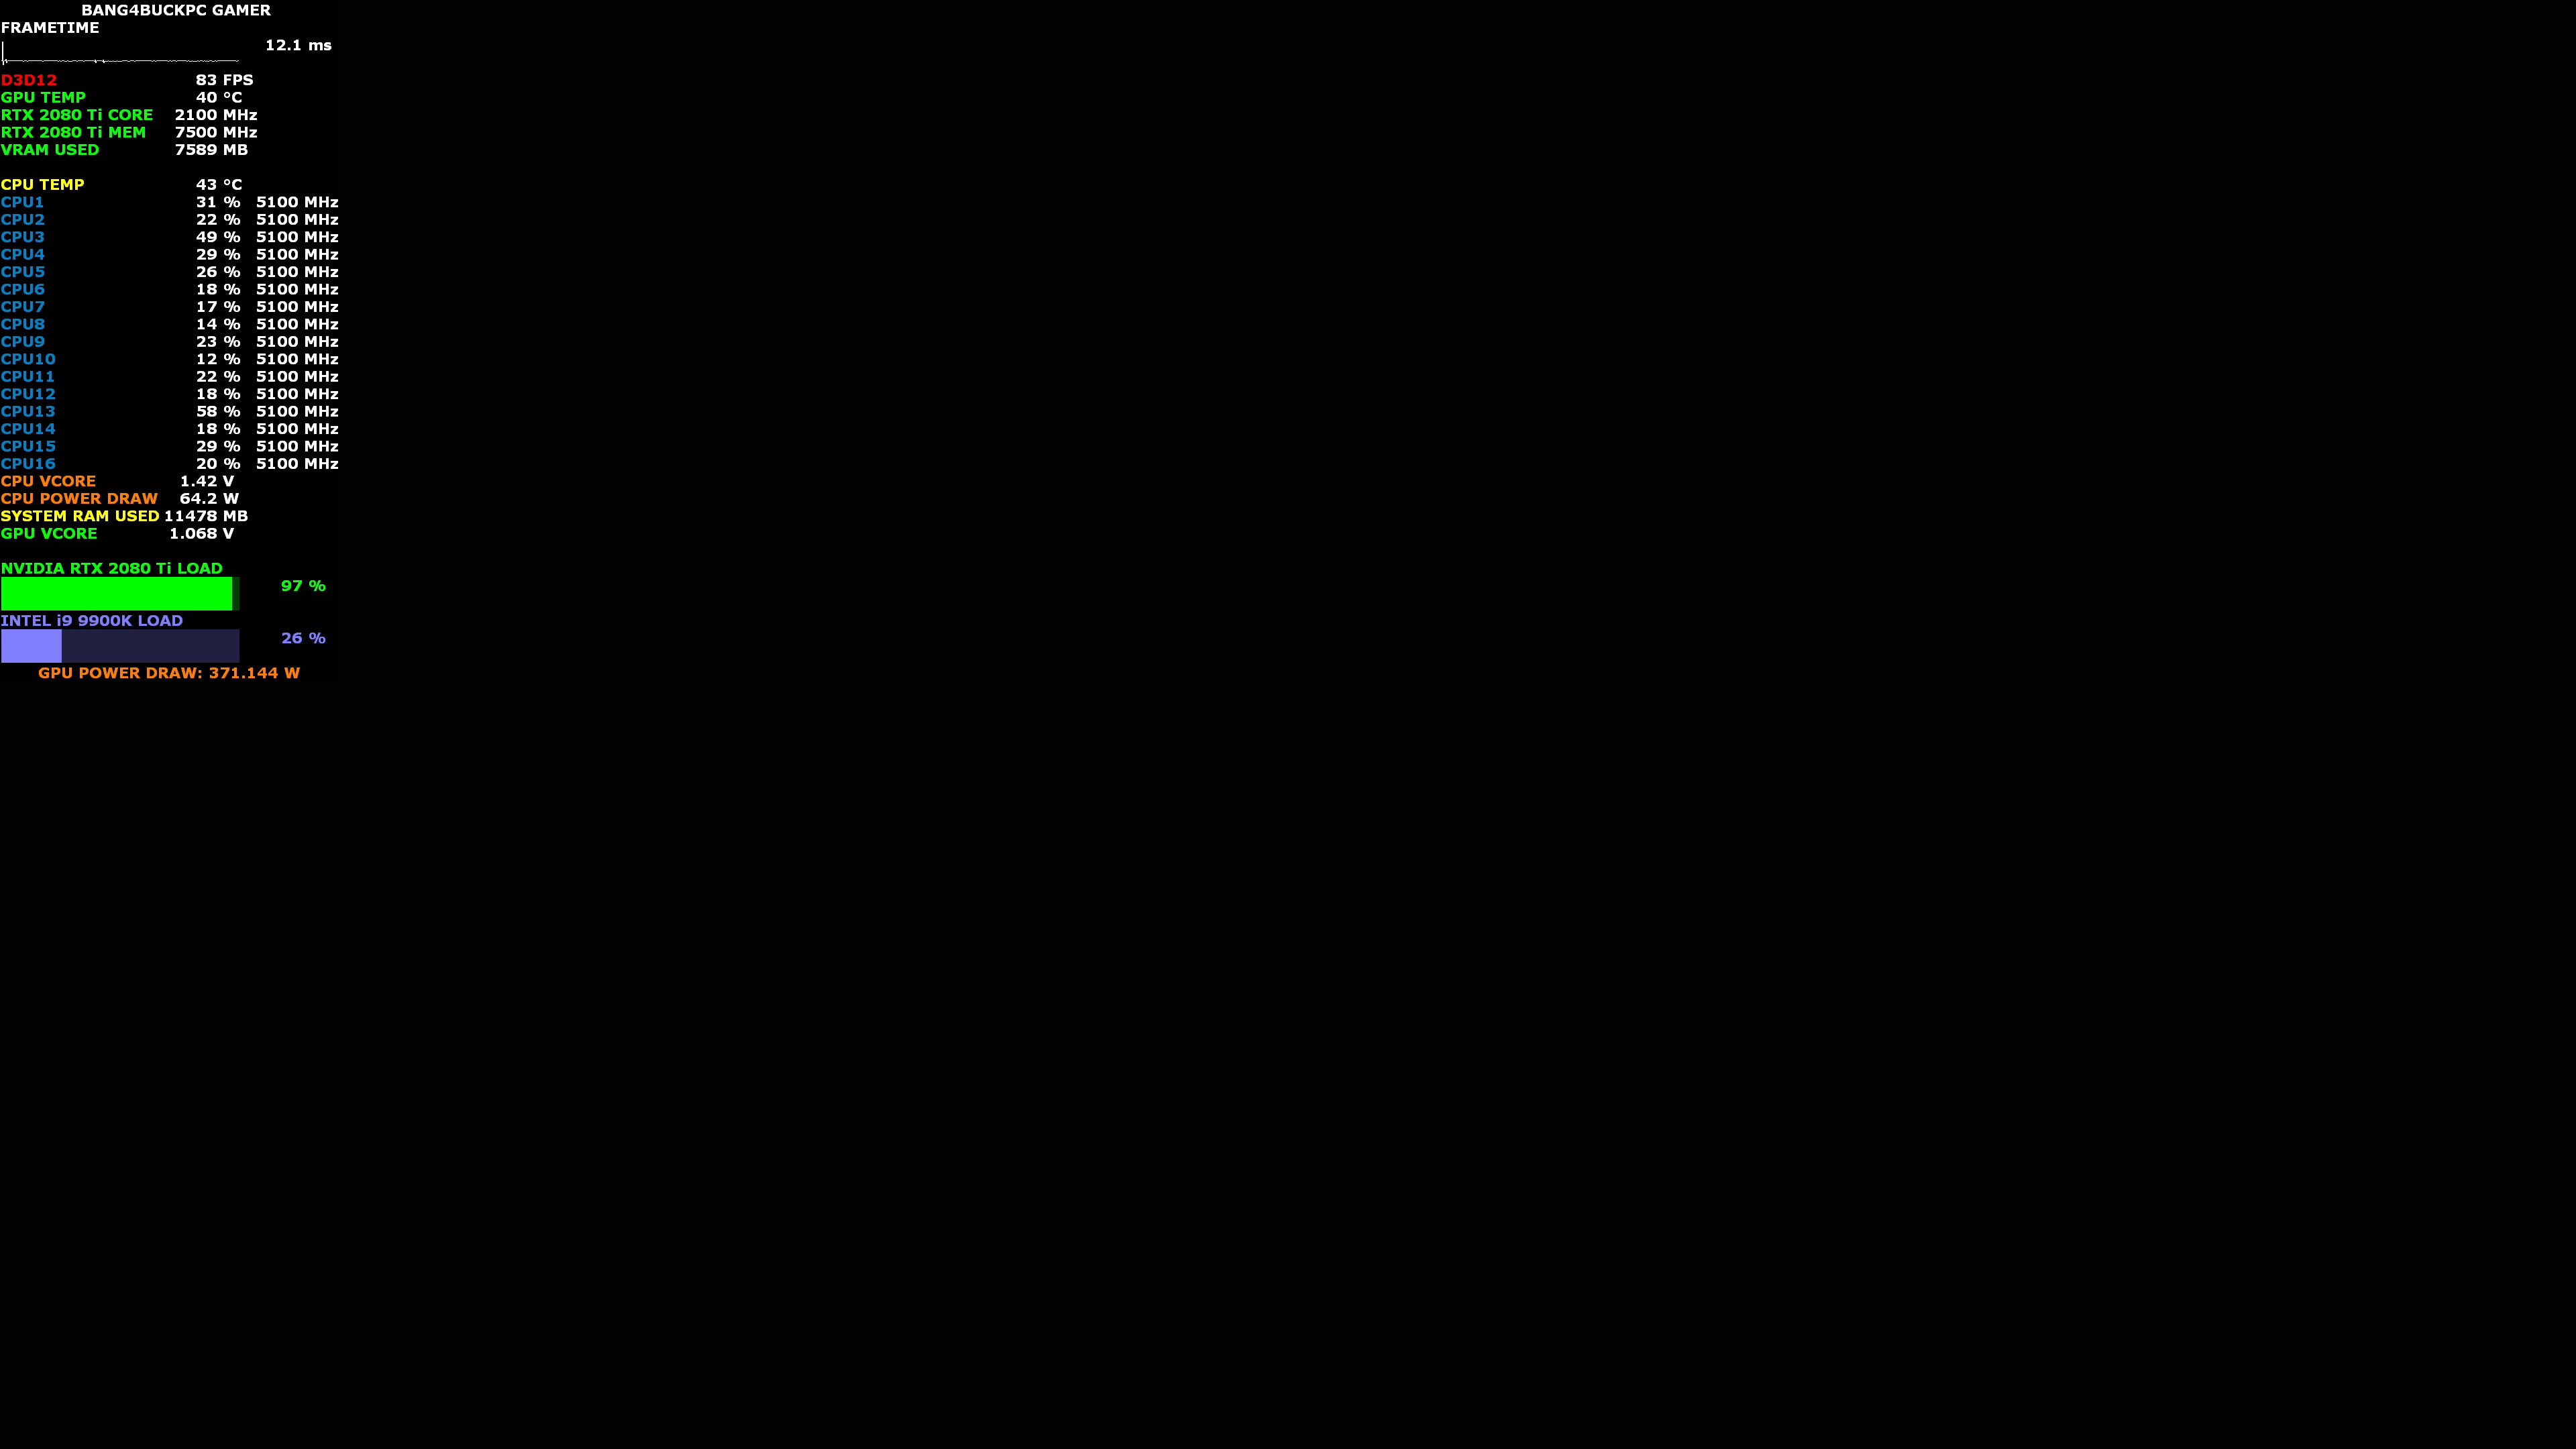 BANG4BUCKPC GAMER
FRAMETIME
12.1 ms
D3D12 83 FPS
GPU TEMP 40 °C
RTX 2080 Ti CORE 2100 MHz
RTX 2080 Ti MEM 7500 MHz
VRAM USED 7589 MB
CPU TEMP 43 °C
CPU1 31 % 5100 MHz
CPU2 22 % 5100 MHz
CPU3 49 % 5100 MHz
CPU4 29 % 5100 MHz
CPU5 26 % 5100 MHz
CPU6 18 % 5100 MHz
CPU7 17 % 5100 MHz
CPU8 14 % 5100 MHz
CPU9 23 % 5100 MHz
CPU10 12 % 5100 MHz
CPU11 22 % 5100 MHz
CPU12 18 % 5100 MHz
CPU13 58 % 5100 MHz
CPU14 18 % 5100 MHz
CPU15 29 % 5100 MHz
CPU16 20 % 5100 MHz
CPU VCORE 1.42 V
CPU POWER DRAW 64.2 W
SYSTEM RAM USED 11478 MB
GPU VCORE 1.068 V
NVIDIA RTX 2080 Ti LOAD
97 %
INTEL i9 9900K LOAD
26 %
GPU POWER DRAW: 371.144 W